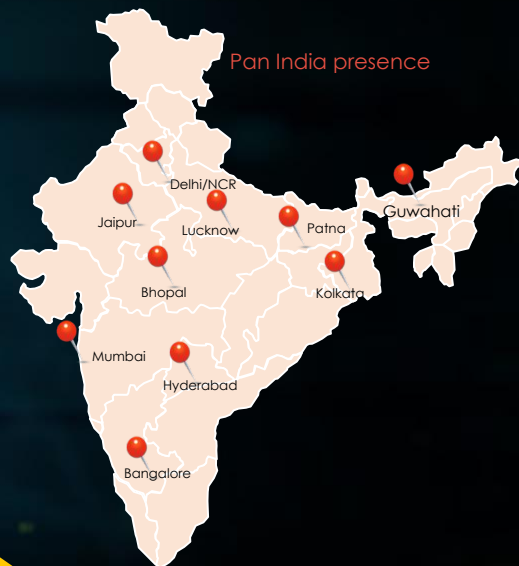 Pan India presence
Delhi/NCR
Jaipur
Lucknow
Patna
Guwahati
Bhopal
Kolkata
Mumbai
Hyderabad
Bangalore